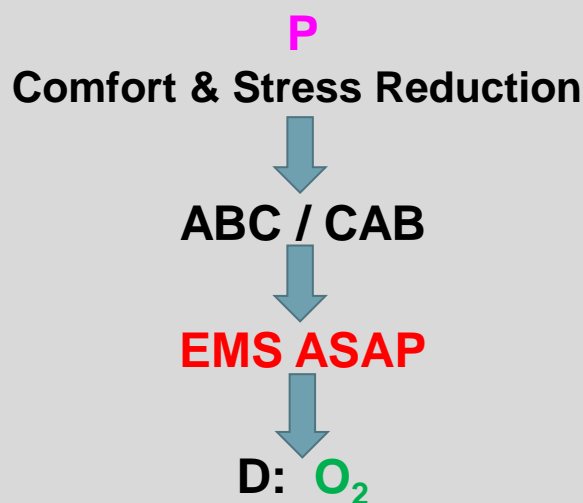 P
Comfort & Stress Reduction
ABC / CAB
EMS ASAP
D: O₂